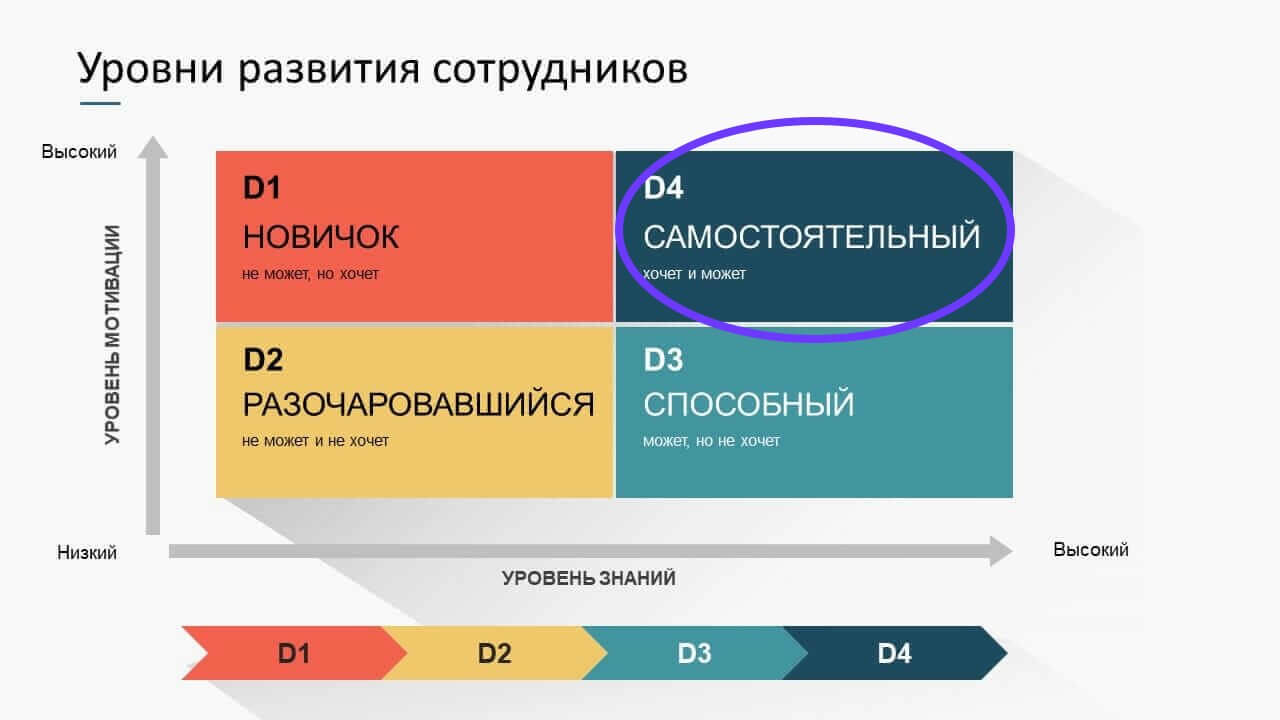 Уровни развития сотрудников
Высокий
УРОВЕНЬ МОТИВАЦИИ
D1
НОВИЧОК
не может, но хочет
D4
САМОСТОЯТЕЛЬНЫЙ
хочет и может
D2
РАЗОЧАРОВАВШИЙСЯ
не может и не хочет
D3
СПОСОБНЫЙ
может, но не хочет
Низкий
Высокий
УРОВЕНЬ ЗНАНИЙ
D1
D2
D3
D4